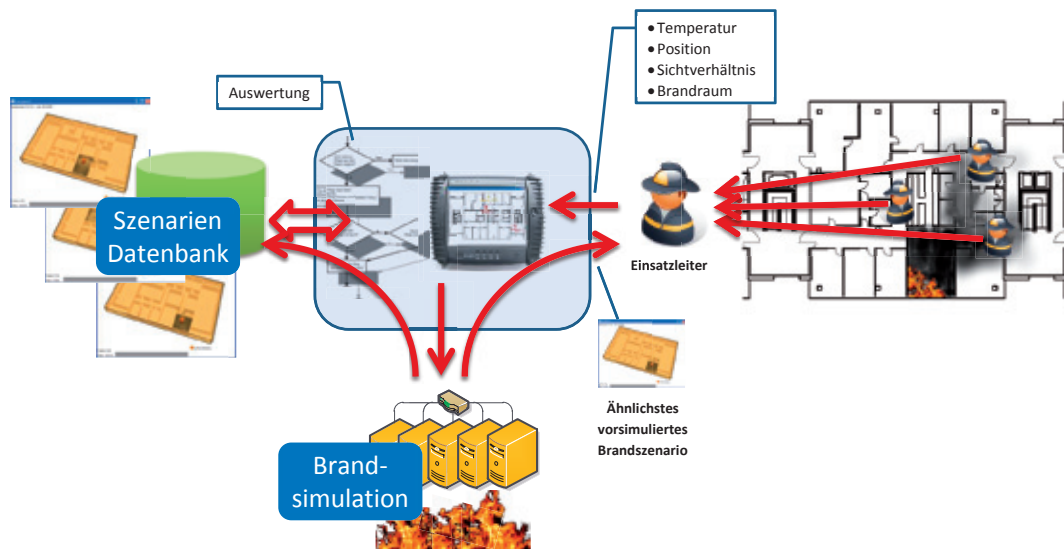 • Temperatur
• Position
• Sichtverhältnis
• Brandraum
Auswertung
Szenarien
Datenbank
Einsatzleiter
Ähnlichstes
vorsimuliertes
Brandszenario
Brand-
simulation